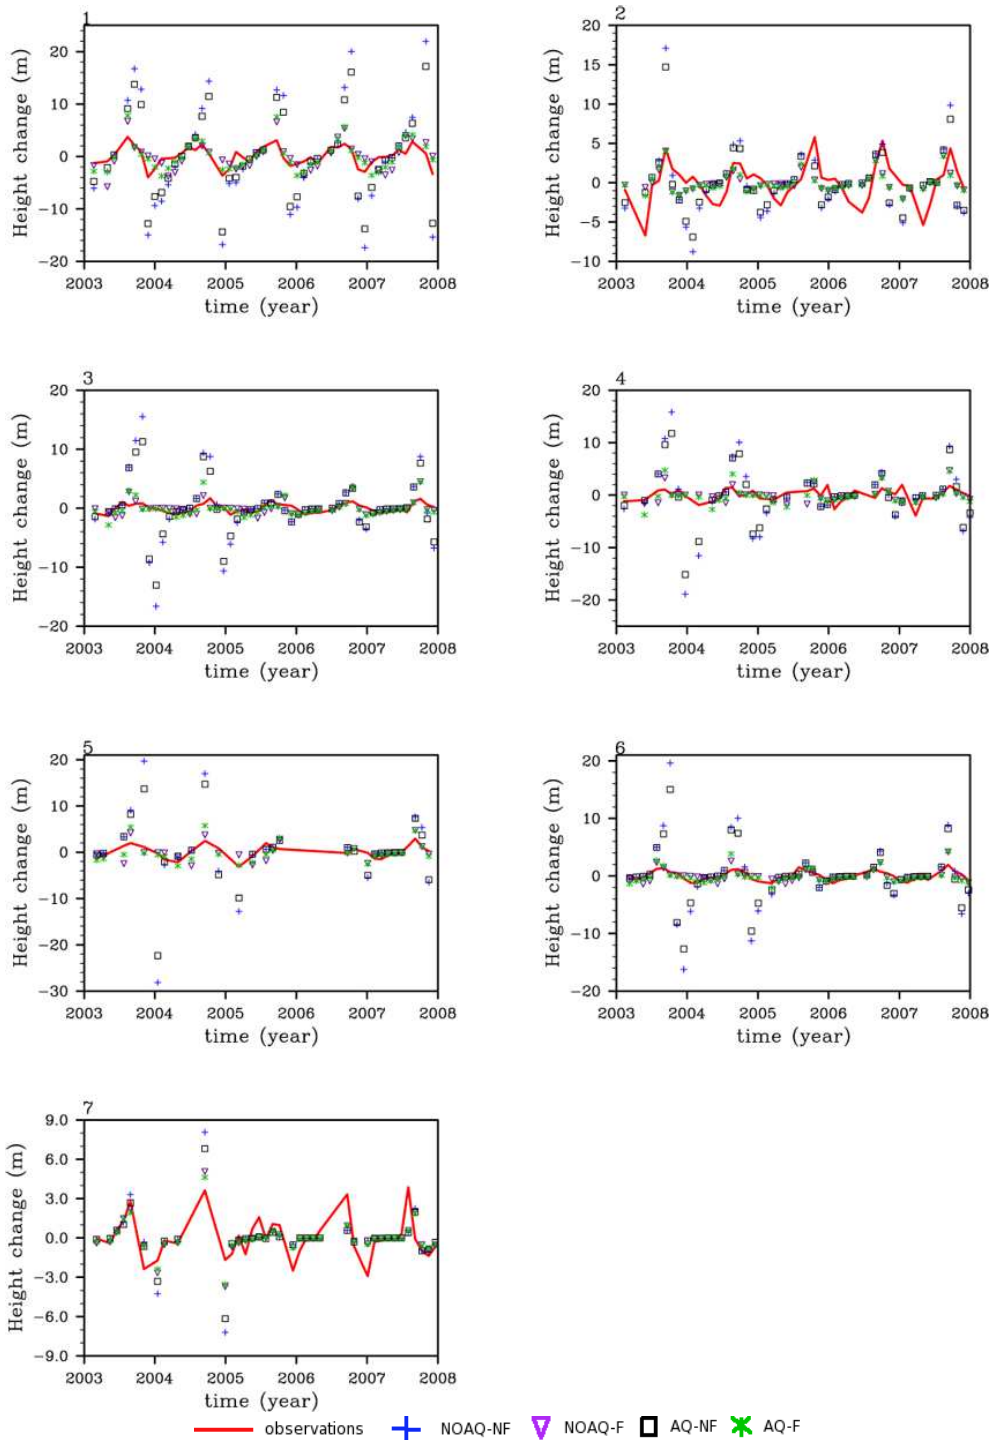 1
Height change (m)
20
10
0
−10
−20
2003 2004 2005 2006 2007 2008
time (year)
2
Height change (m)
20
15
10
5
0
−5
−10
2003 2004 2005 2006 2007 2008
time (year)
3
Height change (m)
20
10
0
−10
−20
2003 2004 2005 2006 2007 2008
time (year)
4
Height change (m)
20
10
0
−10
−20
2003 2004 2005 2006 2007 2008
time (year)
5
Height change (m)
20
10
0
−10
−20
−30
2003 2004 2005 2006 2007 2008
time (year)
6
Height change (m)
20
10
0
−10
−20
2003 2004 2005 2006 2007 2008
time (year)
7
Height change (m)
9.0
6.0
3.0
0.0
−3.0
−6.0
−9.0
2003 2004 2005 2006 2007 2008
time (year)
observations NOAQ-NF NOAQ-F AQ-NF AQ-F